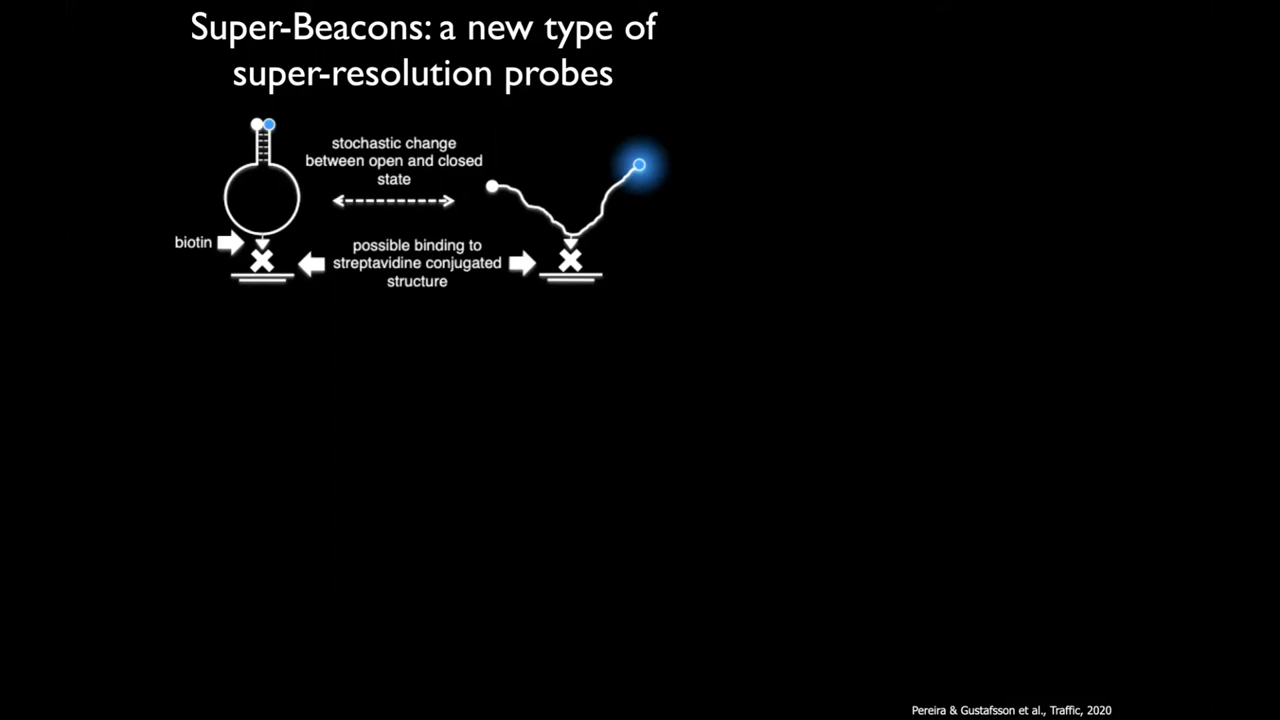 Super-Beacons: a new type of
super-resolution probes
stochastic change
between open and closed
state
biotin
possible binding to
streptavidine conjugated
structure
Pereira & Gustafsson et al., Traffic, 2020